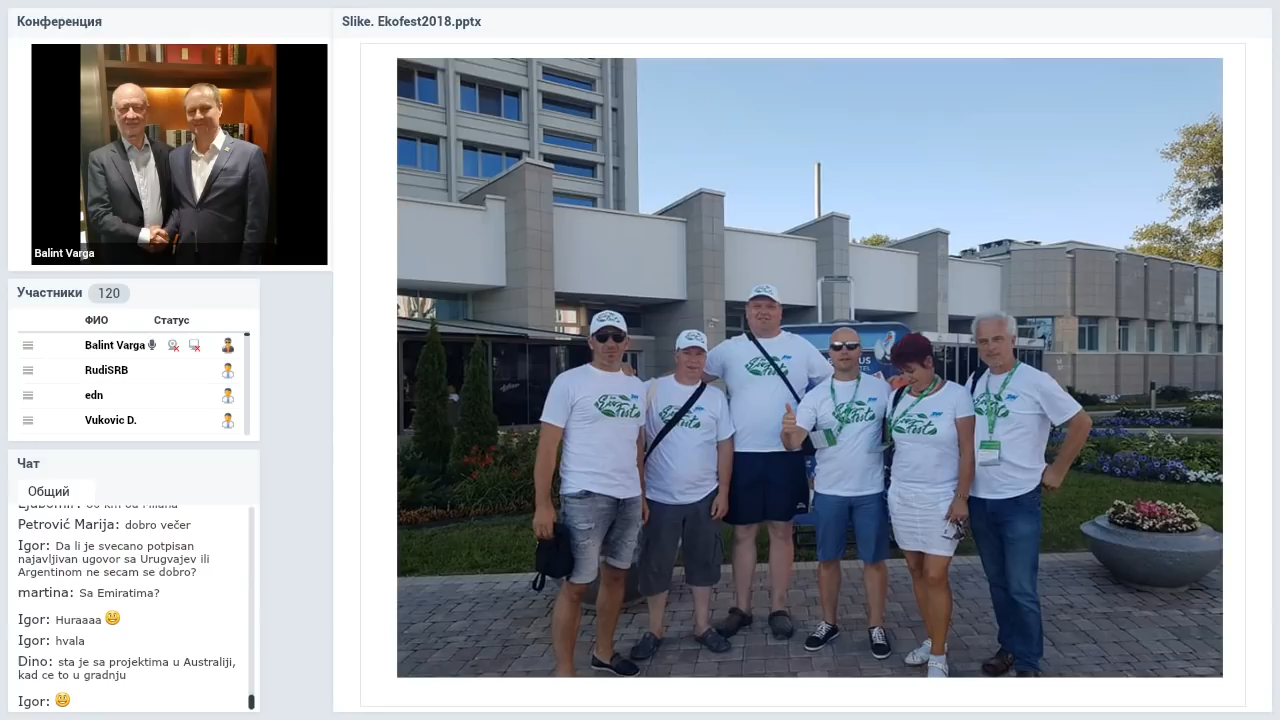 Конференция
Balint Varga
Участники 120
ФИО Статус
Balint Varga
RudiSRB
edn
Vukovic D.
Чат
Общий
Petrović Marija: dobro večer
Igor: Da li je svecano potpisan
najavljivan ugovor sa Urugvajev ili
Argentinom ne secam se dobro?
martina: Sa Emiratima?
Igor: Huraaaa
Igor: hvala
Dino: sta je sa projektima u Australiji,
kad ce to u gradnju
Igor:
Slike. Ekofest2018.pptx